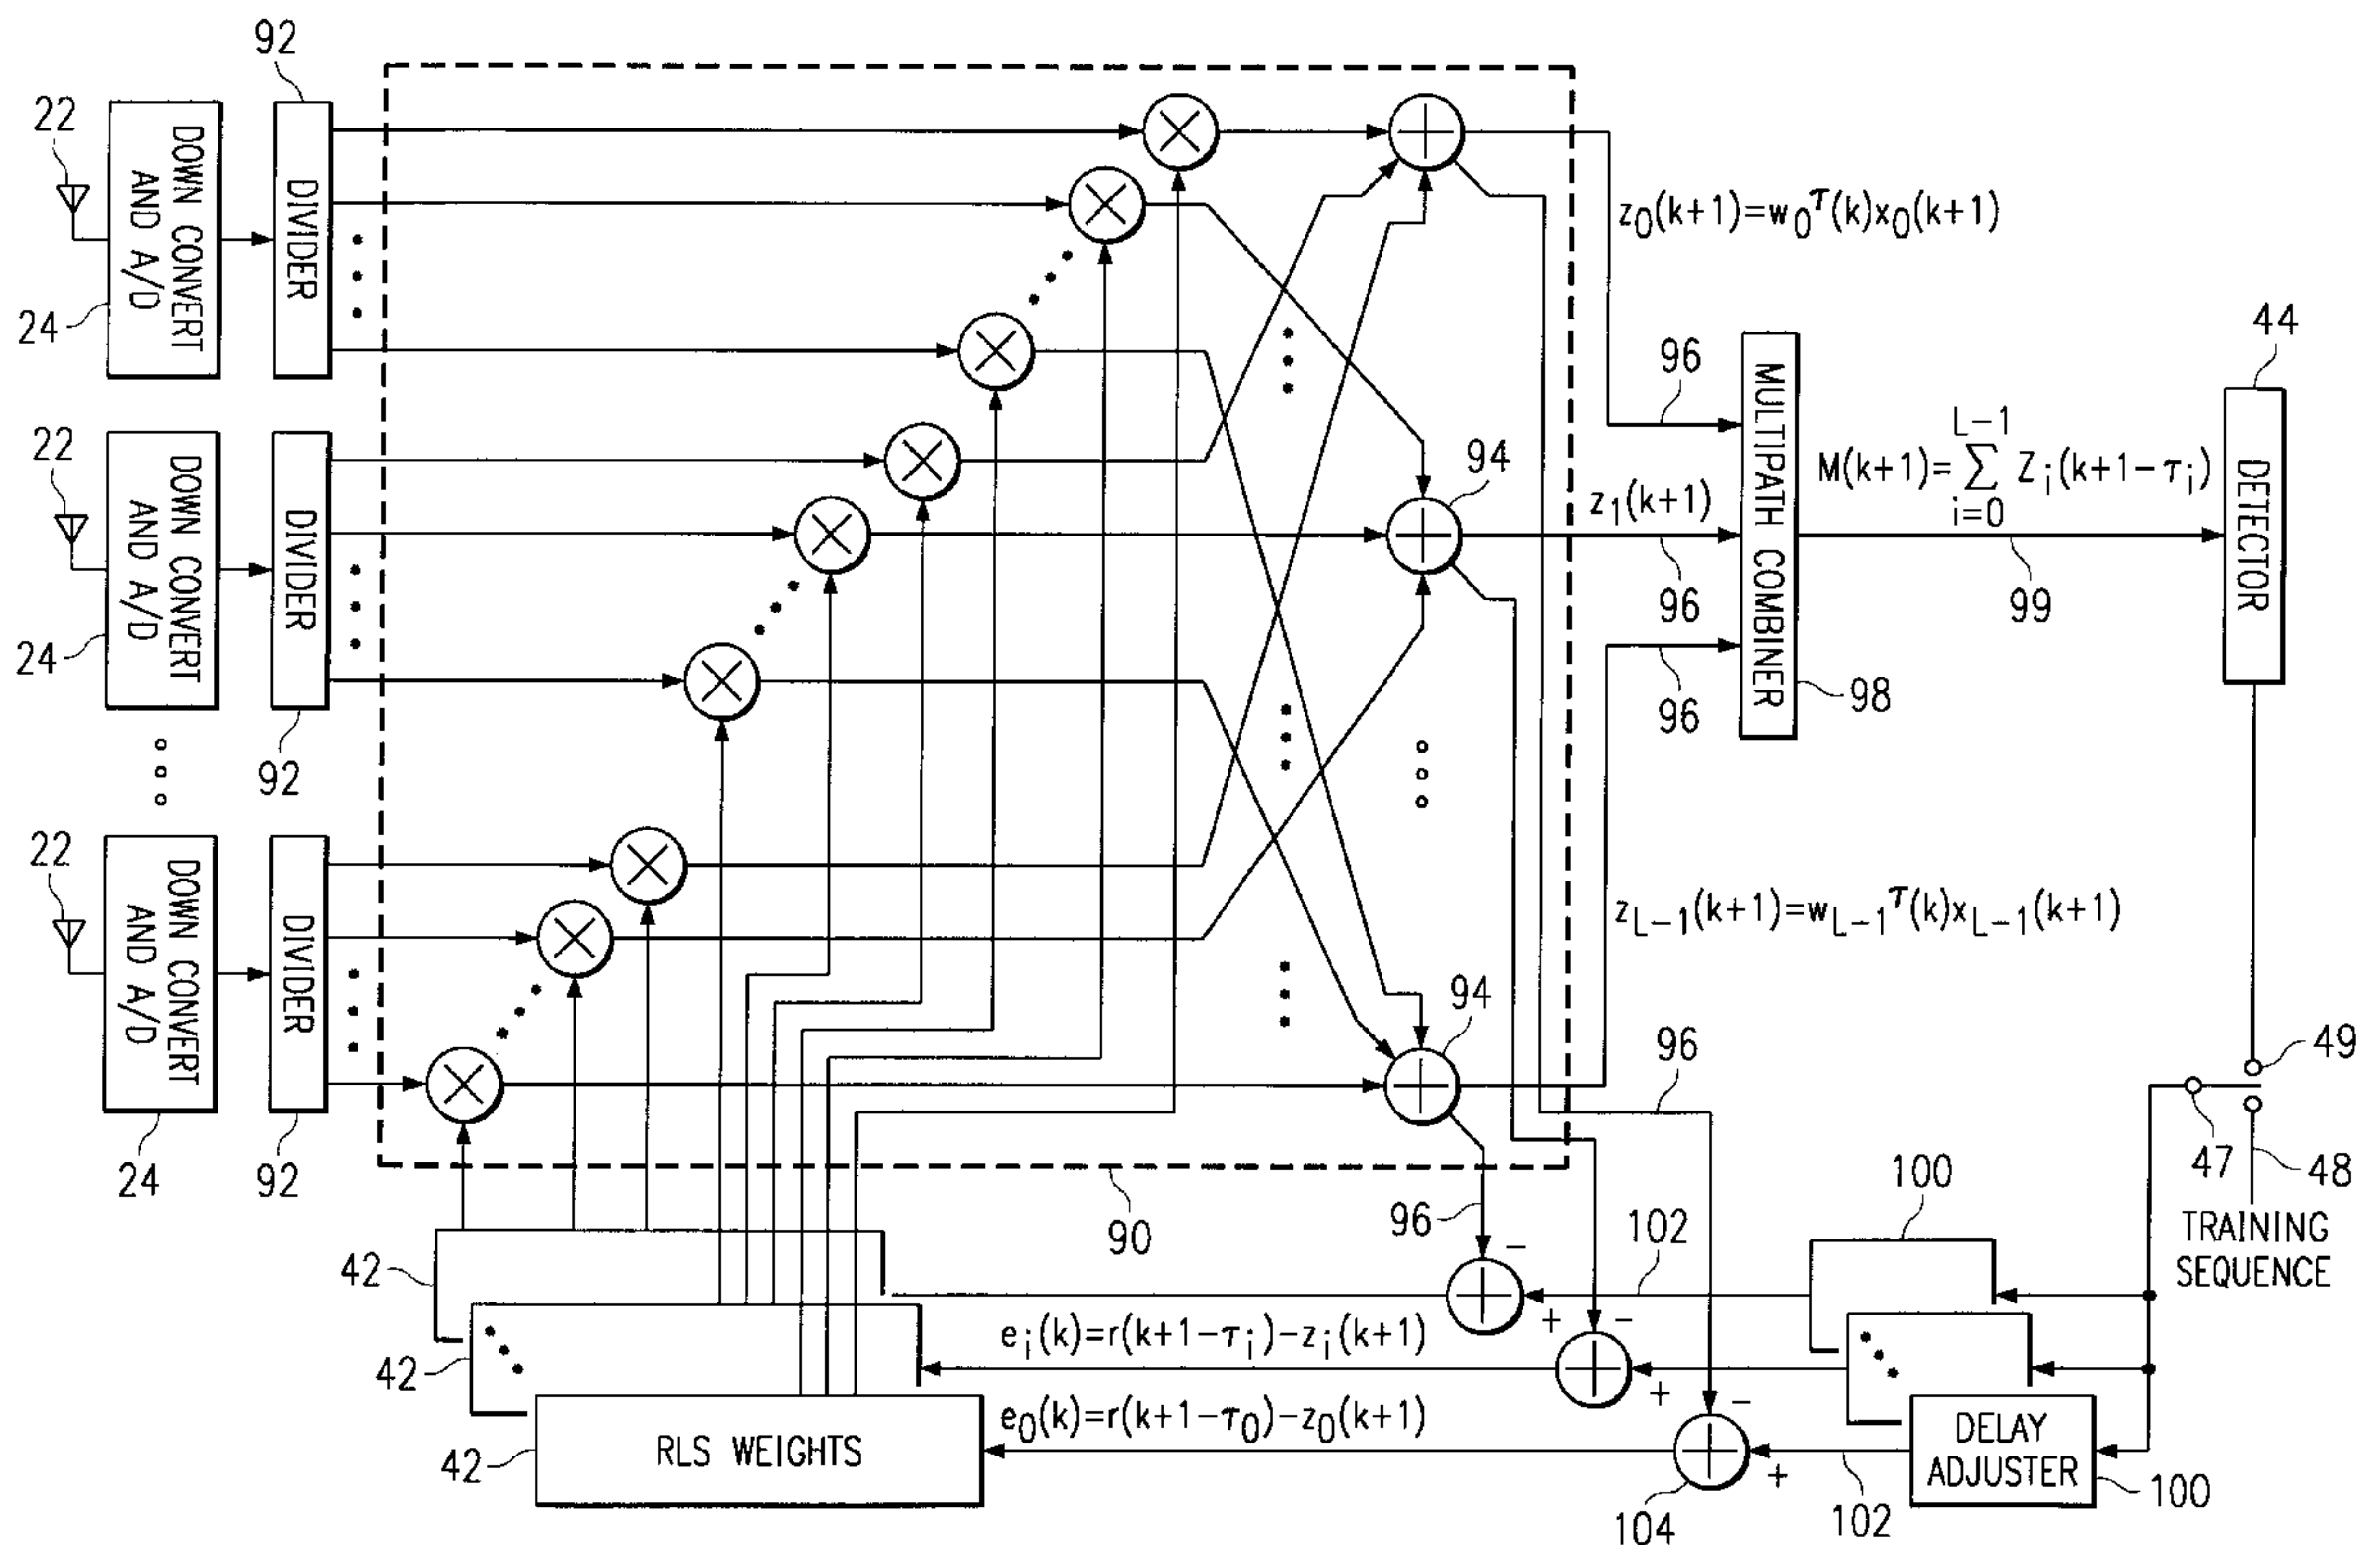 92
22
DOWN CONVERT
AND A/D
DIVIDER
24
z0(k+1)=w0^τ(k)x0(k+1)
44
96
MULTIPATH COMBINER
L-1
M(k+1)=∑ Zi(k+1-τi)
i=0
DETECTOR
22
DOWN CONVERT
AND A/D
DIVIDER
94
z1(k+1)
96
99
24
96
98
92
22
DOWN CONVERT
AND A/D
DIVIDER
zL-1(k+1)=wL-1^τ(k)xL-1(k+1)
94
96
49
24
92
90
96
102
100
47
48
TRAINING
SEQUENCE
42
−
+
ei(k)=r(k+1-τi)-zi(k+1)
−
+
42
e0(k)=r(k+1-τ0)-z0(k+1)
−
+
42
RLS WEIGHTS
DELAY
ADJUSTER
104
102
100